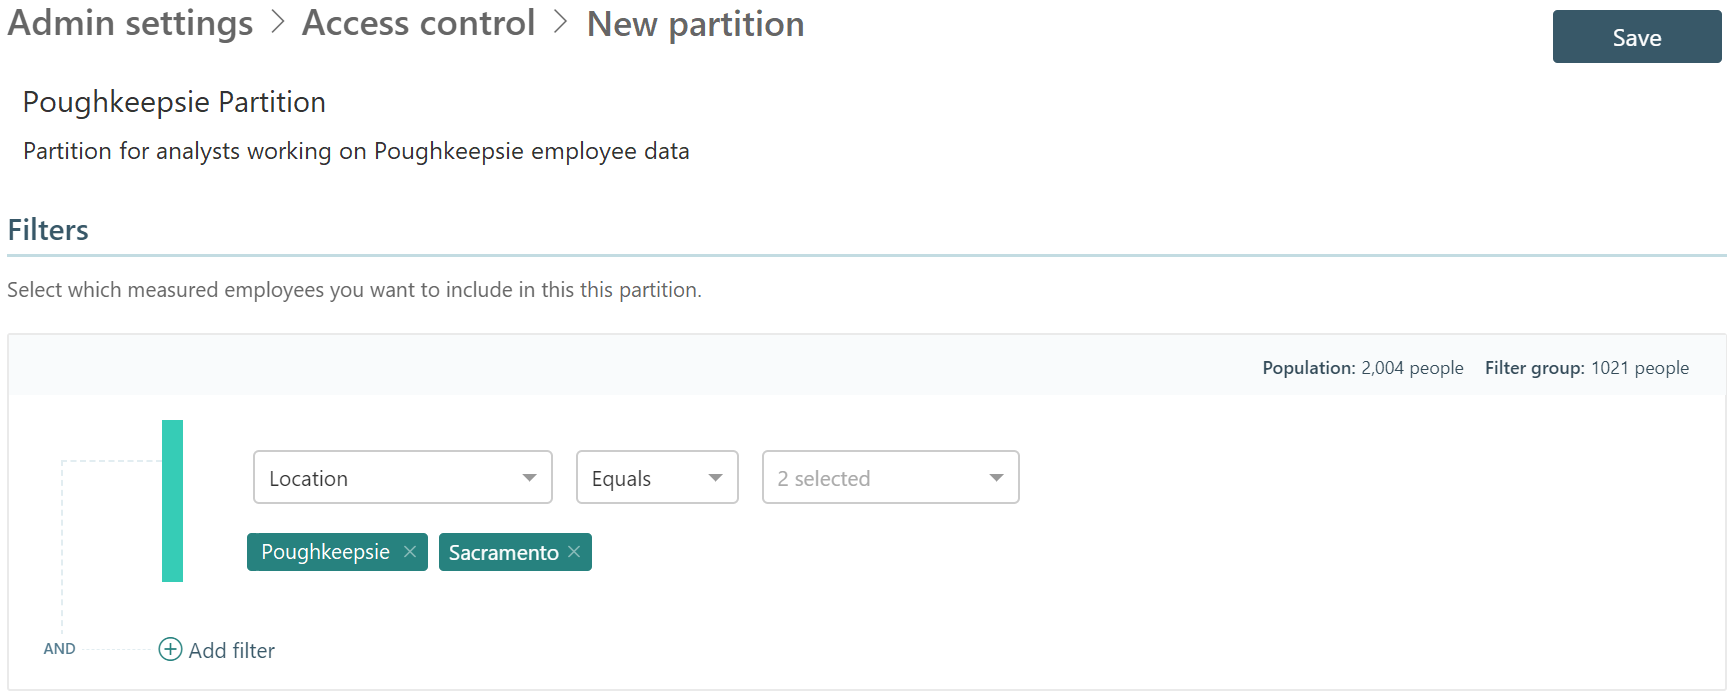 Admin settings > Access control > New partition
Save
Poughkeepsie Partition
Partition for analysts working on Poughkeepsie employee data
Filters
Select which measured employees you want to include in this this partition.
Population: 2,004 people Filter group: 1021 people
Location Equals 2 selected
Poughkeepsie × Sacramento ×
AND Add filter